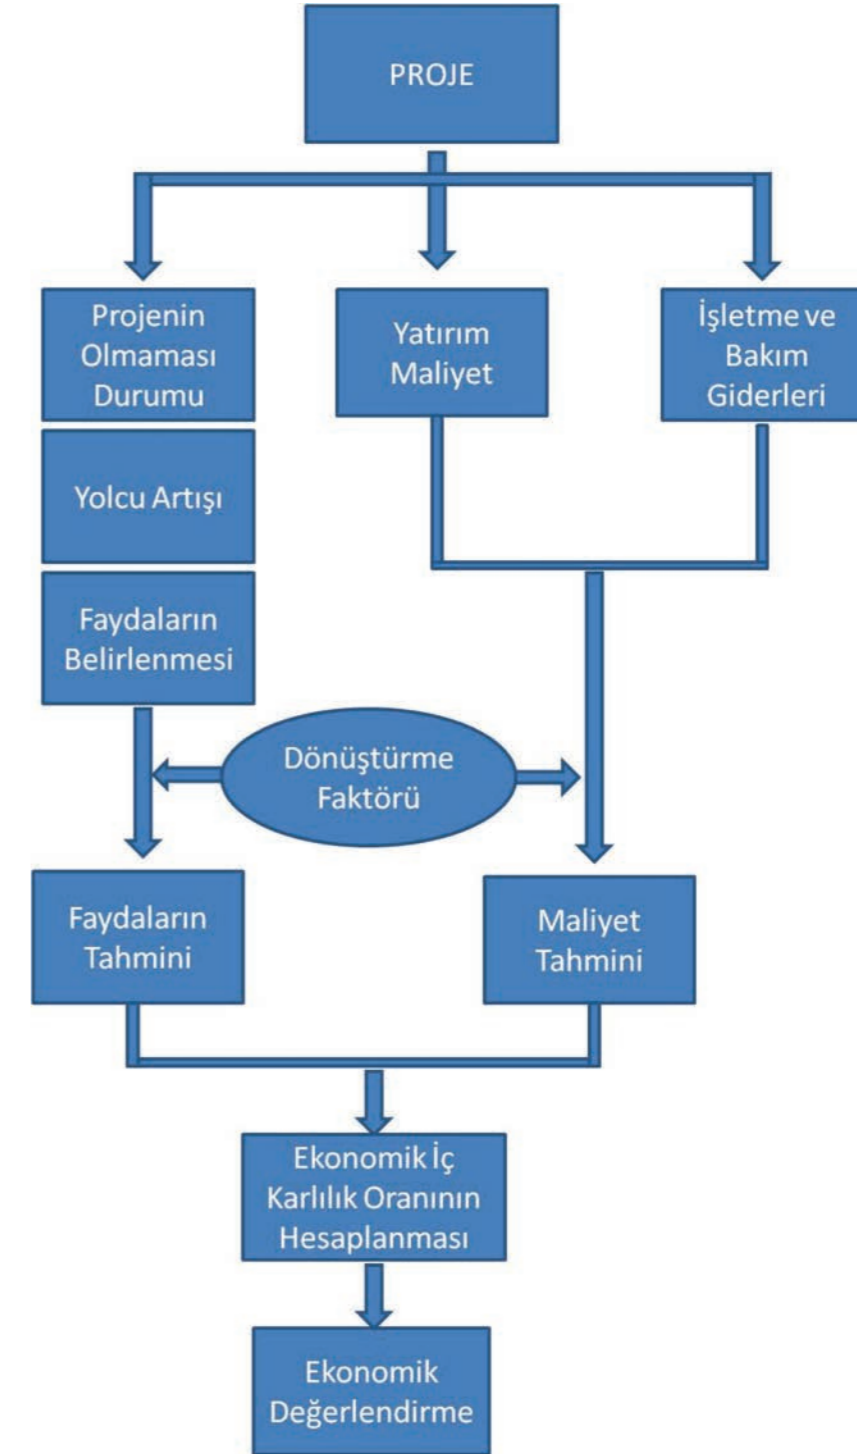 PROJE
Projenin
Olmaması
Durumu
Yatırım
Maliyet
İşletme ve
Bakım
Giderleri
Yolcu Artışı
Faydaların
Belirlenmesi
Dönüştürme
Faktörü
Faydaların
Tahmini
Maliyet
Tahmini
Ekonomik İç
Karlılık Oranının
Hesaplanması
Ekonomik
Değerlendirme